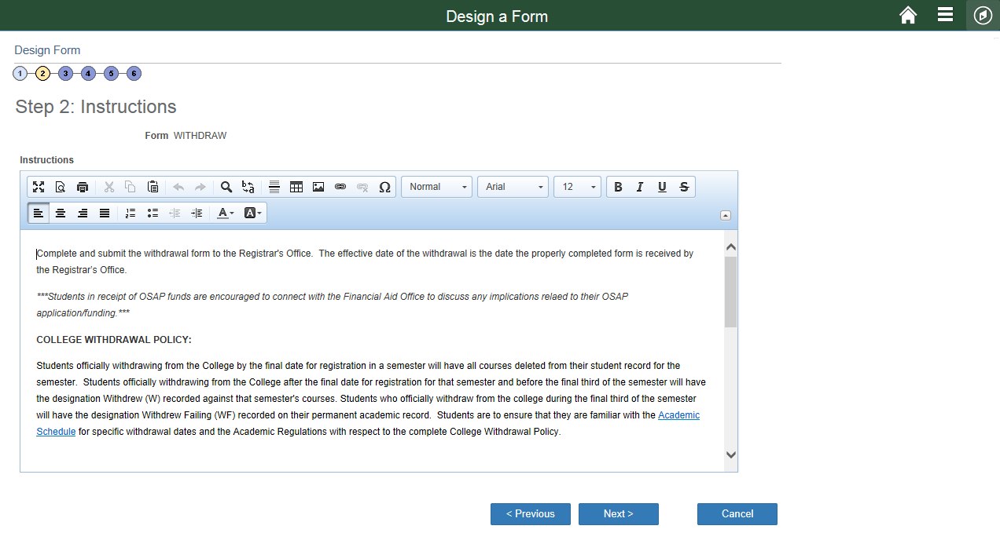 Design a Form
Design Form
1 2 3 4 5 6
Step 2: Instructions
Form WITHDRAW
Instructions
Normal Arial 12 B I U S
A A
Complete and submit the withdrawal form to the Registrar's Office.  The effective date of the withdrawal is the date the properly completed form is received by
the Registrar's Office.
***Students in receipt of OSAP funds are encouraged to connect with the Financial Aid Office to discuss any implications relaed to their OSAP
application/funding.***
COLLEGE WITHDRAWAL POLICY:
Students officially withdrawing from the College by the final date for registration in a semester will have all courses deleted from their student record for the
semester.  Students officially withdrawing from the College after the final date for registration for that semester and before the final third of the semester will have
the designation Withdrew (W) recorded against that semester's courses. Students who officially withdraw from the college during the final third of the semester
will have the designation Withdrew Failing (WF) recorded on their permanent academic record.  Students are to ensure that they are familiar with the Academic
Schedule for specific withdrawal dates and the Academic Regulations with respect to the complete College Withdrawal Policy.
< Previous Next > Cancel